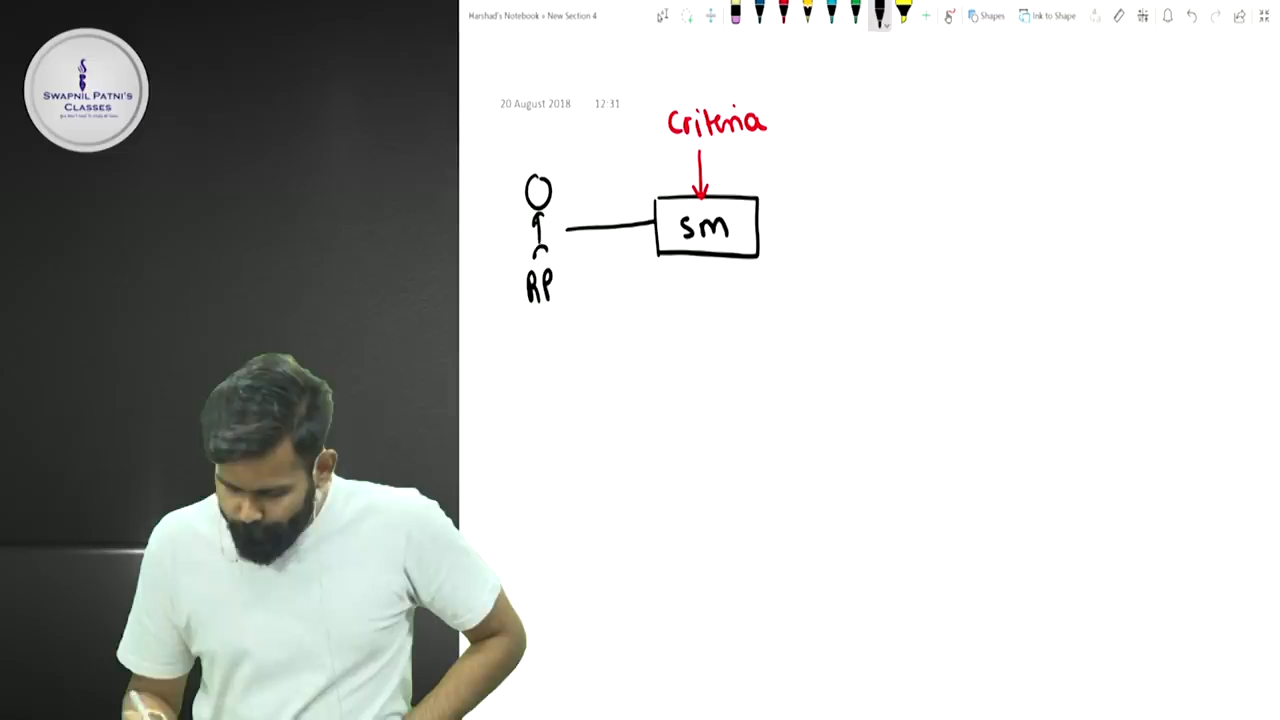 SWAPNIL PATNI'S
CLASSES
Harshad's Notebook » New Section 4
Shapes
Ink to Shape
20 August 2018 12:31
Criteria
SM
RP